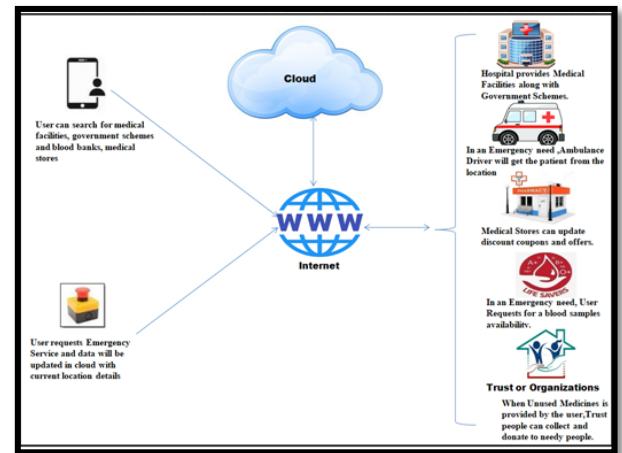 Cloud
User can search for medical
facilities, government schemes
and blood banks, medical
stores
WWW
Internet
User requests Emergency
Service and data will be
updated in cloud with
current location details
Hospital provides Medical
Facilities along with
Government Schemes.
In an Emergency need ,Ambulance
Driver will get the patient from the
location
PHARMACY
Medical Stores can update
discount coupons and offers.
LIFE SAVERS
In an Emergency need, User
Requests for a blood samples
availability.
Trust or Organizations
When Unused Medicines is
provided by the user,Trust
people can collect and
donate to needy people.